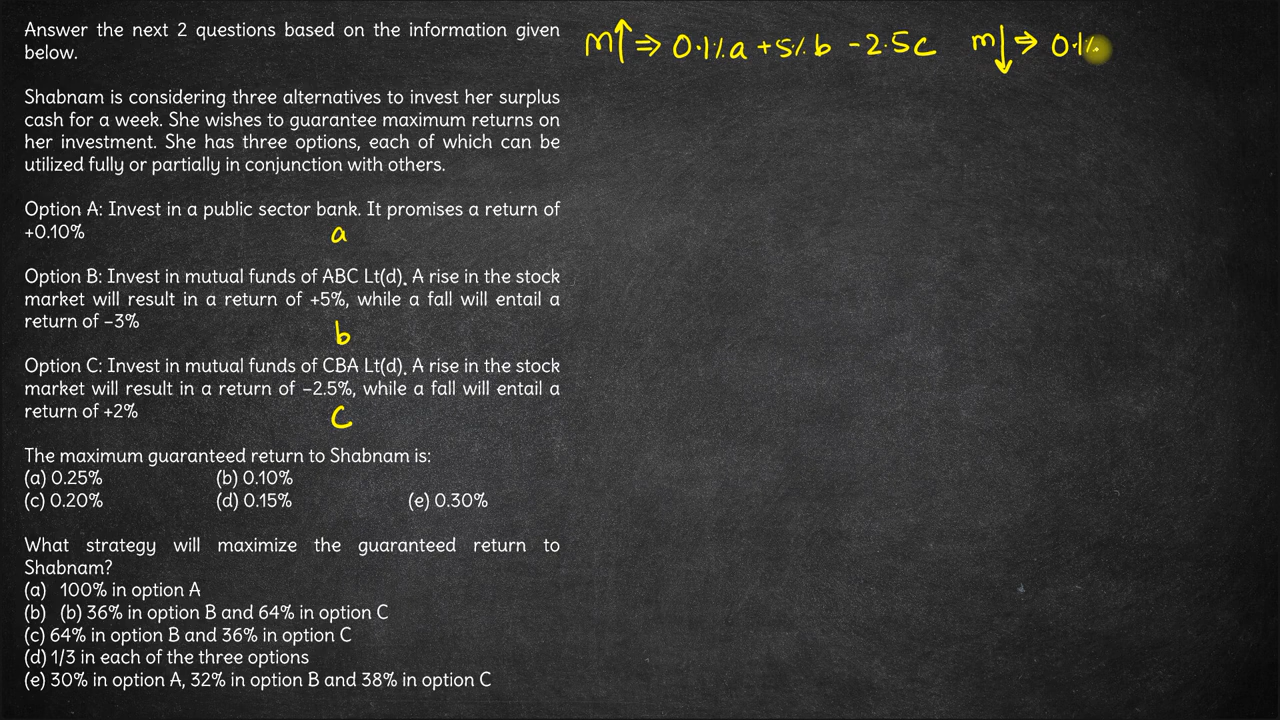 Answer the next 2 questions based on the information given
below.
Shabnam is considering three alternatives to invest her surplus
cash for a week. She wishes to guarantee maximum returns on
her investment. She has three options, each of which can be
utilized fully or partially in conjunction with others.
Option A: Invest in a public sector bank. It promises a return of
+0.10%
a
Option B: Invest in mutual funds of ABC Lt(d). A rise in the stock
market will result in a return of +5%, while a fall will entail a
return of –3%
b
Option C: Invest in mutual funds of CBA Lt(d). A rise in the stock
market will result in a return of –2.5%, while a fall will entail a
return of +2%
C
The maximum guaranteed return to Shabnam is:
(a) 0.25% (b) 0.10%
(c) 0.20% (d) 0.15% (e) 0.30%
What strategy will maximize the guaranteed return to
Shabnam?
(a) 100% in option A
(b) (b) 36% in option B and 64% in option C
(c) 64% in option B and 36% in option C
(d) 1/3 in each of the three options
(e) 30% in option A, 32% in option B and 38% in option C
m↑ ⇒ 0.1% a + 5% b - 2.5c m↓ ⇒ 0.1%